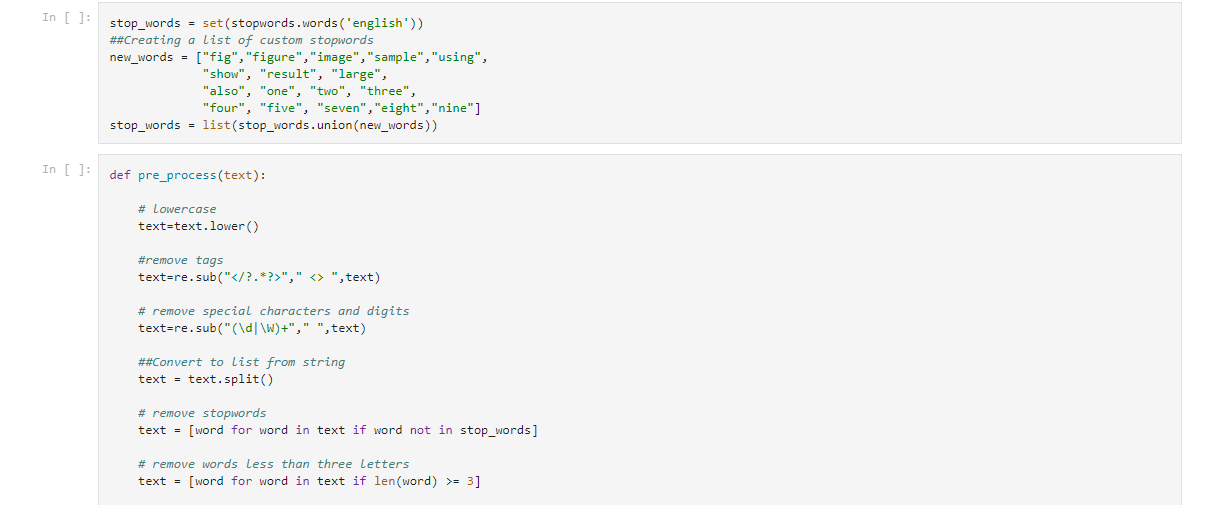 In [ ]:
stop_words = set(stopwords.words('english'))
##Creating a list of custom stopwords
new_words = ["fig","figure","image","sample","using",
             "show", "result", "large",
             "also", "one", "two", "three",
             "four", "five", "seven","eight","nine"]
stop_words = list(stop_words.union(new_words))
In [ ]:
def pre_process(text):
    # lowercase
    text=text.lower()
    #remove tags
    text=re.sub("</?.*?>"," <> ",text)
    # remove special characters and digits
    text=re.sub("(\d|\W)+"," ",text)
    ##Convert to list from string
    text = text.split()
    # remove stopwords
    text = [word for word in text if word not in stop_words]
    # remove words less than three letters
    text = [word for word in text if len(word) >= 3]